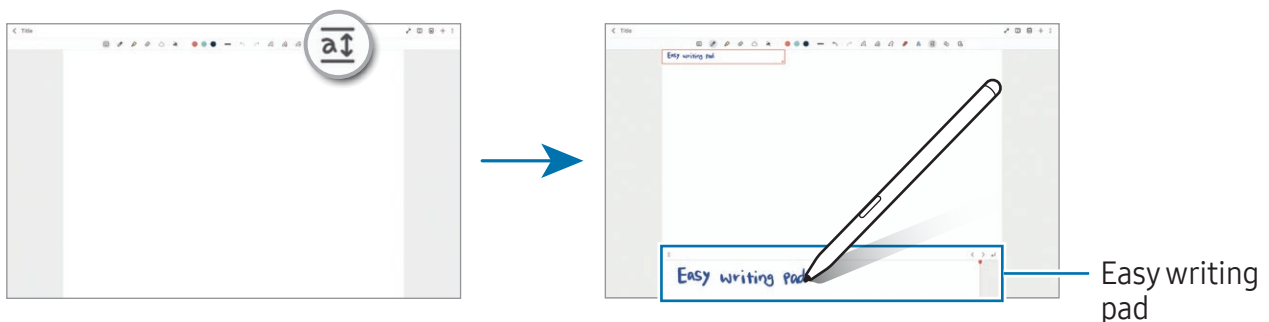 Title
a
Title
Easy writing pad
Easy writing pad
Easy writing
pad